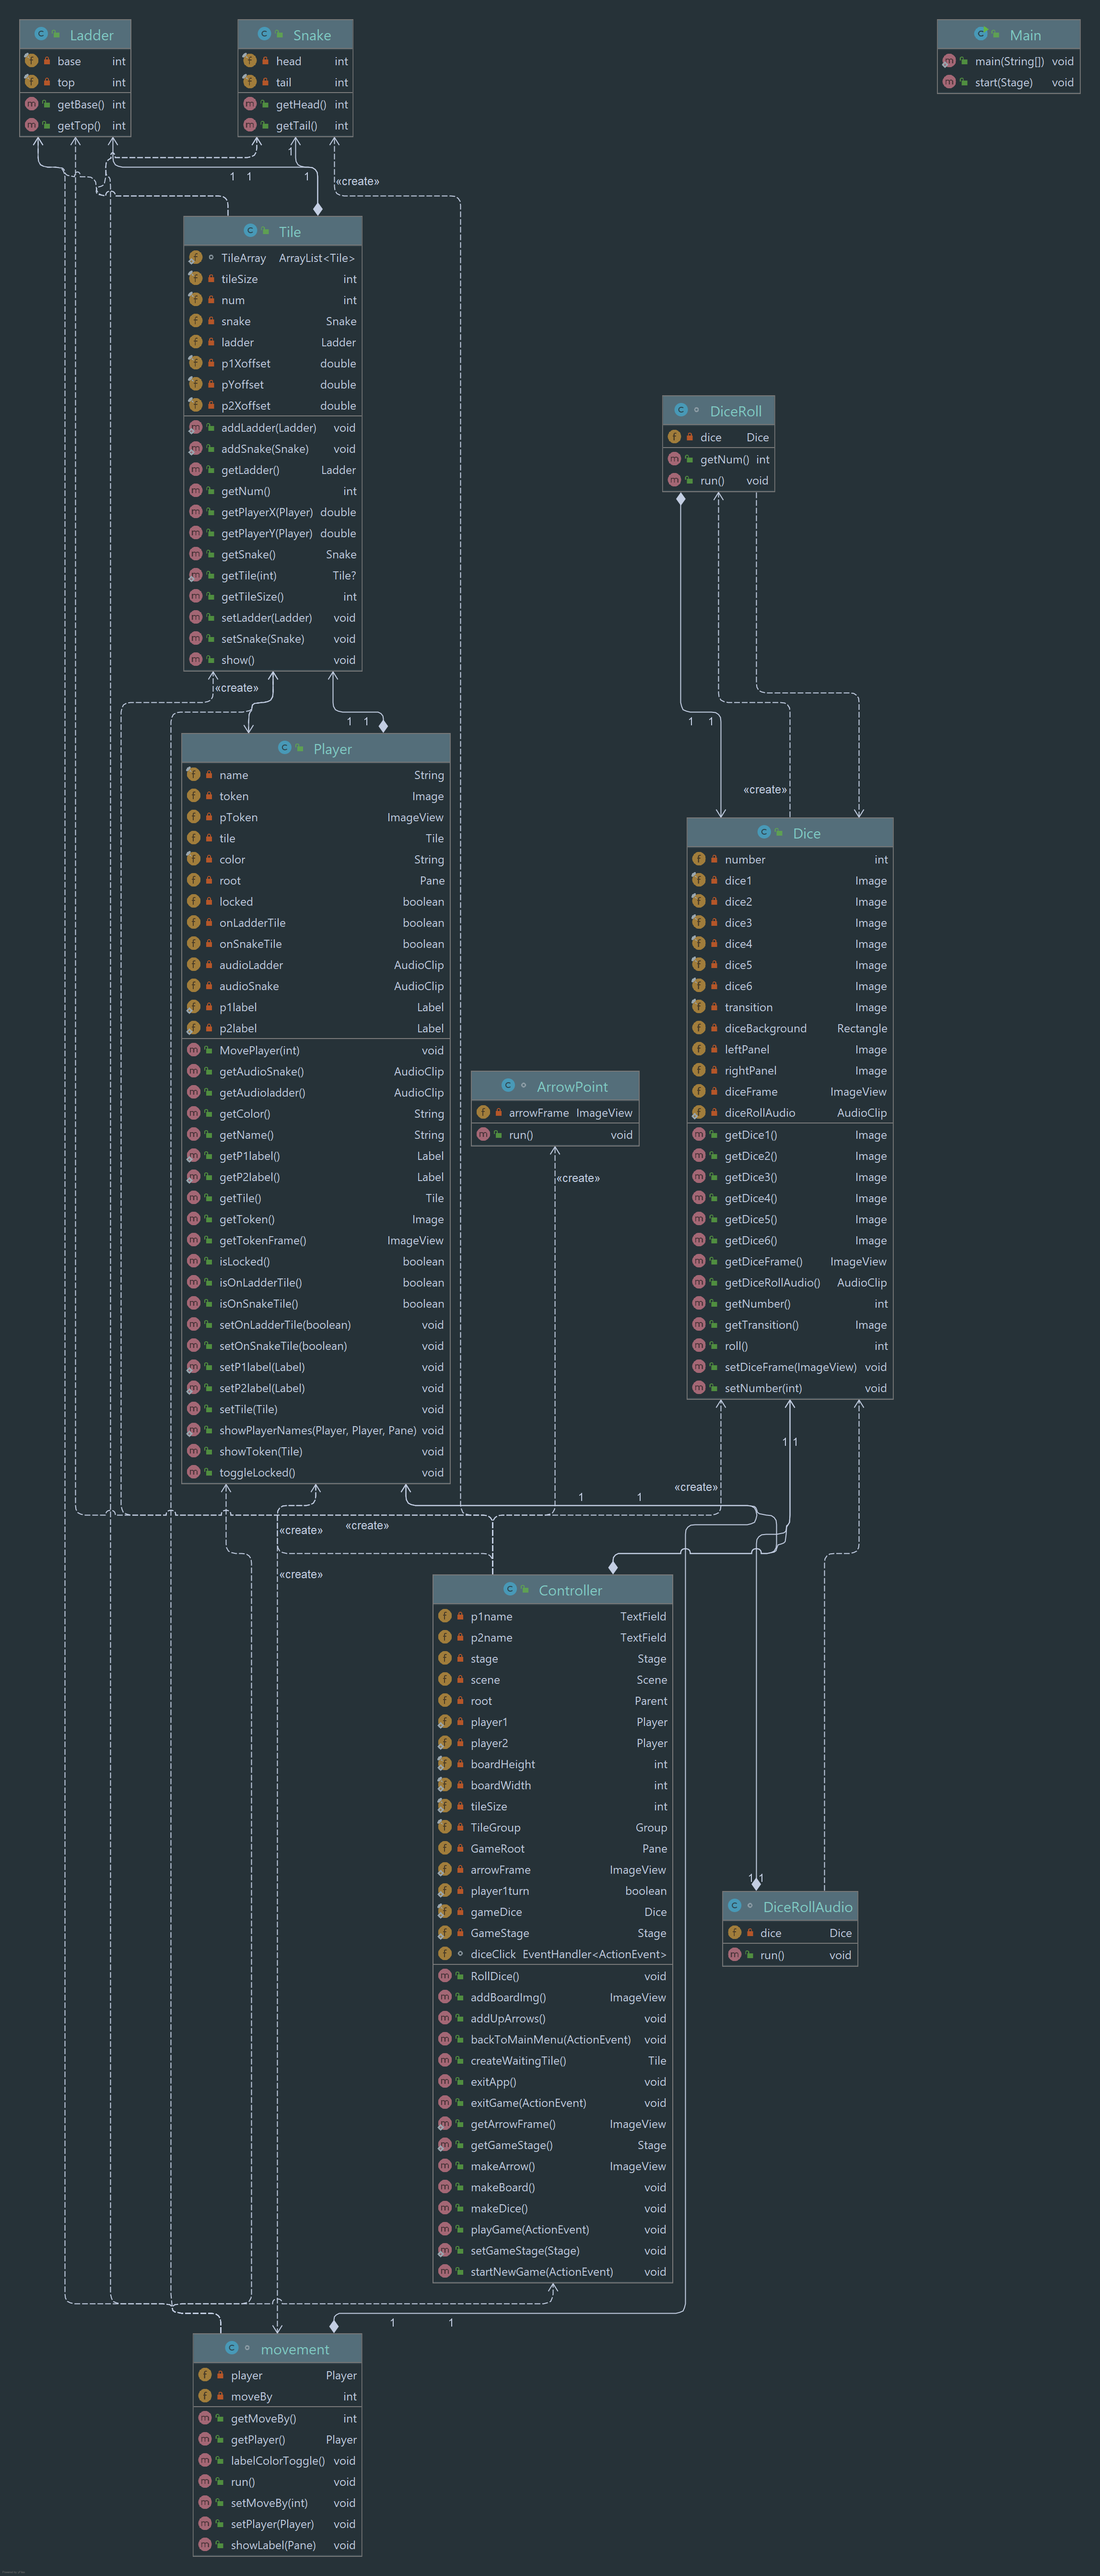 Ladder
base int
top int
getBase() int
getTop() int
Snake
head int
tail int
getHead() int
getTail() int
Main
main(String[]) void
start(Stage) void
1
1 1
1
«create»
Tile
TileArray ArrayList<Tile>
tileSize int
num int
snake Snake
ladder Ladder
p1Xoffset double
pYoffset double
p2Xoffset double
addLadder(Ladder) void
addSnake(Snake) void
getLadder() Ladder
getNum() int
getPlayerX(Player) double
getPlayerY(Player) double
getSnake() Snake
getTile(int) Tile?
getTileSize() int
setLadder(Ladder) void
setSnake(Snake) void
show() void
DiceRoll
dice Dice
getNum() int
run() void
«create»
1 1
1 1
«create»
Player
name String
token Image
pToken ImageView
tile Tile
color String
root Pane
locked boolean
onLadderTile boolean
onSnakeTile boolean
audioLadder AudioClip
audioSnake AudioClip
p1label Label
p2label Label
MovePlayer(int) void
getAudioSnake() AudioClip
getAudioladder() AudioClip
getColor() String
getName() String
getP1label() Label
getP2label() Label
getTile() Tile
getToken() Image
getTokenFrame() ImageView
isLocked() boolean
isOnLadderTile() boolean
isOnSnakeTile() boolean
setOnLadderTile(boolean) void
setOnSnakeTile(boolean) void
setP1label(Label) void
setP2label(Label) void
setTile(Tile) void
showPlayerNames(Player, Player, Pane) void
showToken(Tile) void
toggleLocked() void
ArrowPoint
arrowFrame ImageView
run() void
«create»
Dice
number int
dice1 Image
dice2 Image
dice3 Image
dice4 Image
dice5 Image
dice6 Image
transition Image
diceBackground Rectangle
leftPanel Image
rightPanel Image
diceFrame ImageView
diceRollAudio AudioClip
getDice1() Image
getDice2() Image
getDice3() Image
getDice4() Image
getDice5() Image
getDice6() Image
getDiceFrame() ImageView
getDiceRollAudio() AudioClip
getNumber() int
getTransition() Image
roll() int
setDiceFrame(ImageView) void
setNumber(int) void
1 1
«create»
1 1
«create»
«create»
«create»
Controller
p1name TextField
p2name TextField
stage Stage
scene Scene
root Parent
player1 Player
player2 Player
boardHeight int
boardWidth int
tileSize int
TileGroup Group
GameRoot Pane
arrowFrame ImageView
player1turn boolean
gameDice Dice
GameStage Stage
diceClick EventHandler<ActionEvent>
RollDice() void
addBoardImg() ImageView
addUpArrows() void
backToMainMenu(ActionEvent) void
createWaitingTile() Tile
exitApp() void
exitGame(ActionEvent) void
getArrowFrame() ImageView
getGameStage() Stage
makeArrow() ImageView
makeBoard() void
makeDice() void
playGame(ActionEvent) void
setGameStage(Stage) void
startNewGame(ActionEvent) void
1 1
DiceRollAudio
dice Dice
run() void
1 1
movement
player Player
moveBy int
getMoveBy() int
getPlayer() Player
labelColorToggle() void
run() void
setMoveBy(int) void
setPlayer(Player) void
showLabel(Pane) void